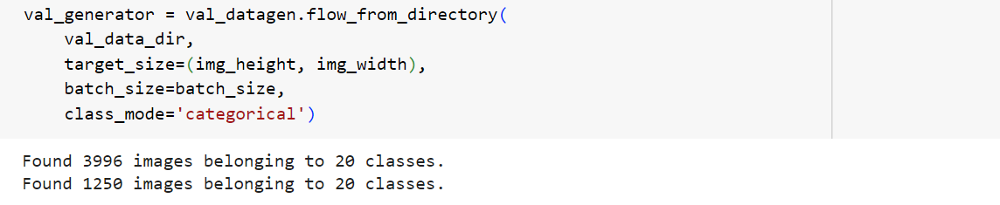 val_generator = val_datagen.flow_from_directory(
    val_data_dir,
    target_size=(img_height, img_width),
    batch_size=batch_size,
    class_mode='categorical')
Found 3996 images belonging to 20 classes.
Found 1250 images belonging to 20 classes.